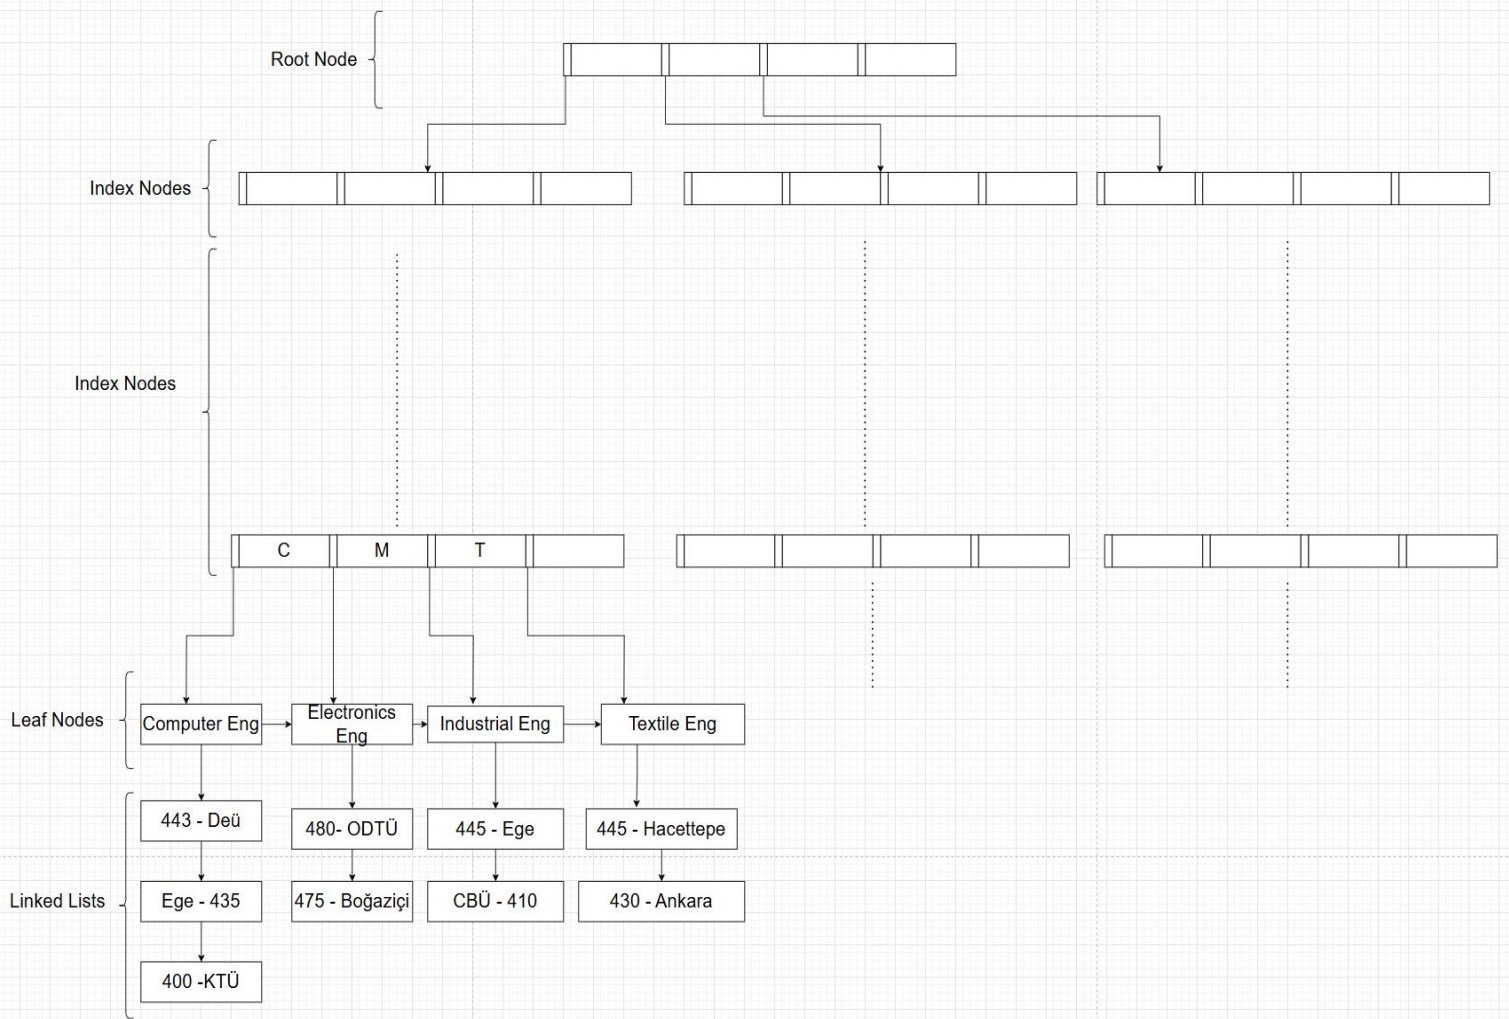 Root Node
Index Nodes
Index Nodes
C M T
Leaf Nodes
Computer Eng
Electronics
Eng
Industrial Eng
Textile Eng
443 - Deü
480- ODTÜ
445 - Ege
445 - Hacettepe
Linked Lists
Ege - 435
475 - Boğaziçi
CBÜ - 410
430 - Ankara
400 -KTÜ